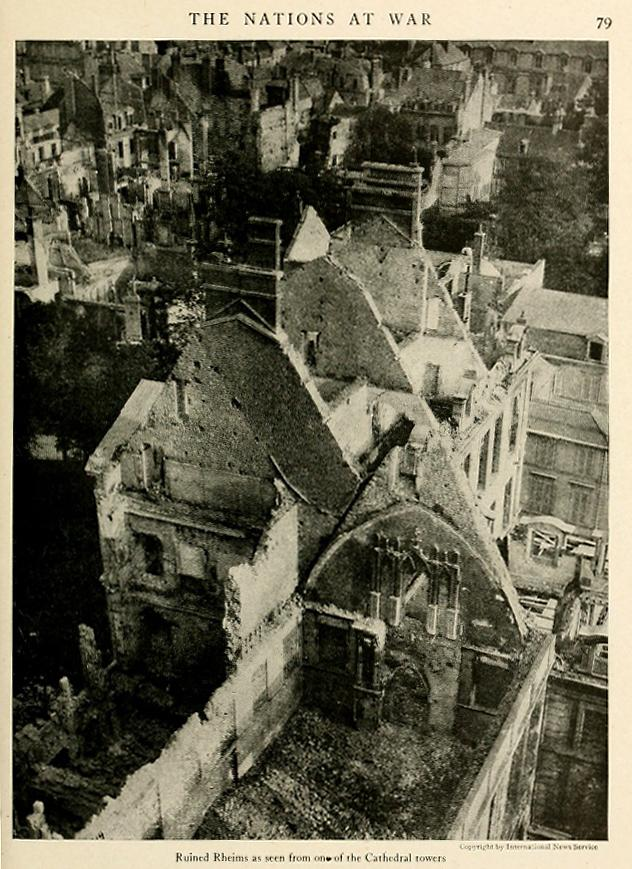 THE NATIONS AT WAR 79
Copyright by International News Service
Ruined Rheims as seen from one of the Cathedral towers